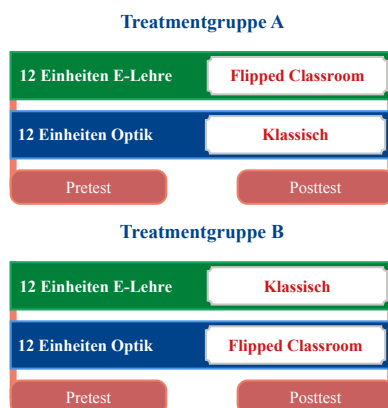 Treatmentgruppe A
12 Einheiten E-Lehre Flipped Classroom
12 Einheiten Optik Klassisch
Pretest Posttest
Treatmentgruppe B
12 Einheiten E-Lehre Klassisch
12 Einheiten Optik Flipped Classroom
Pretest Posttest